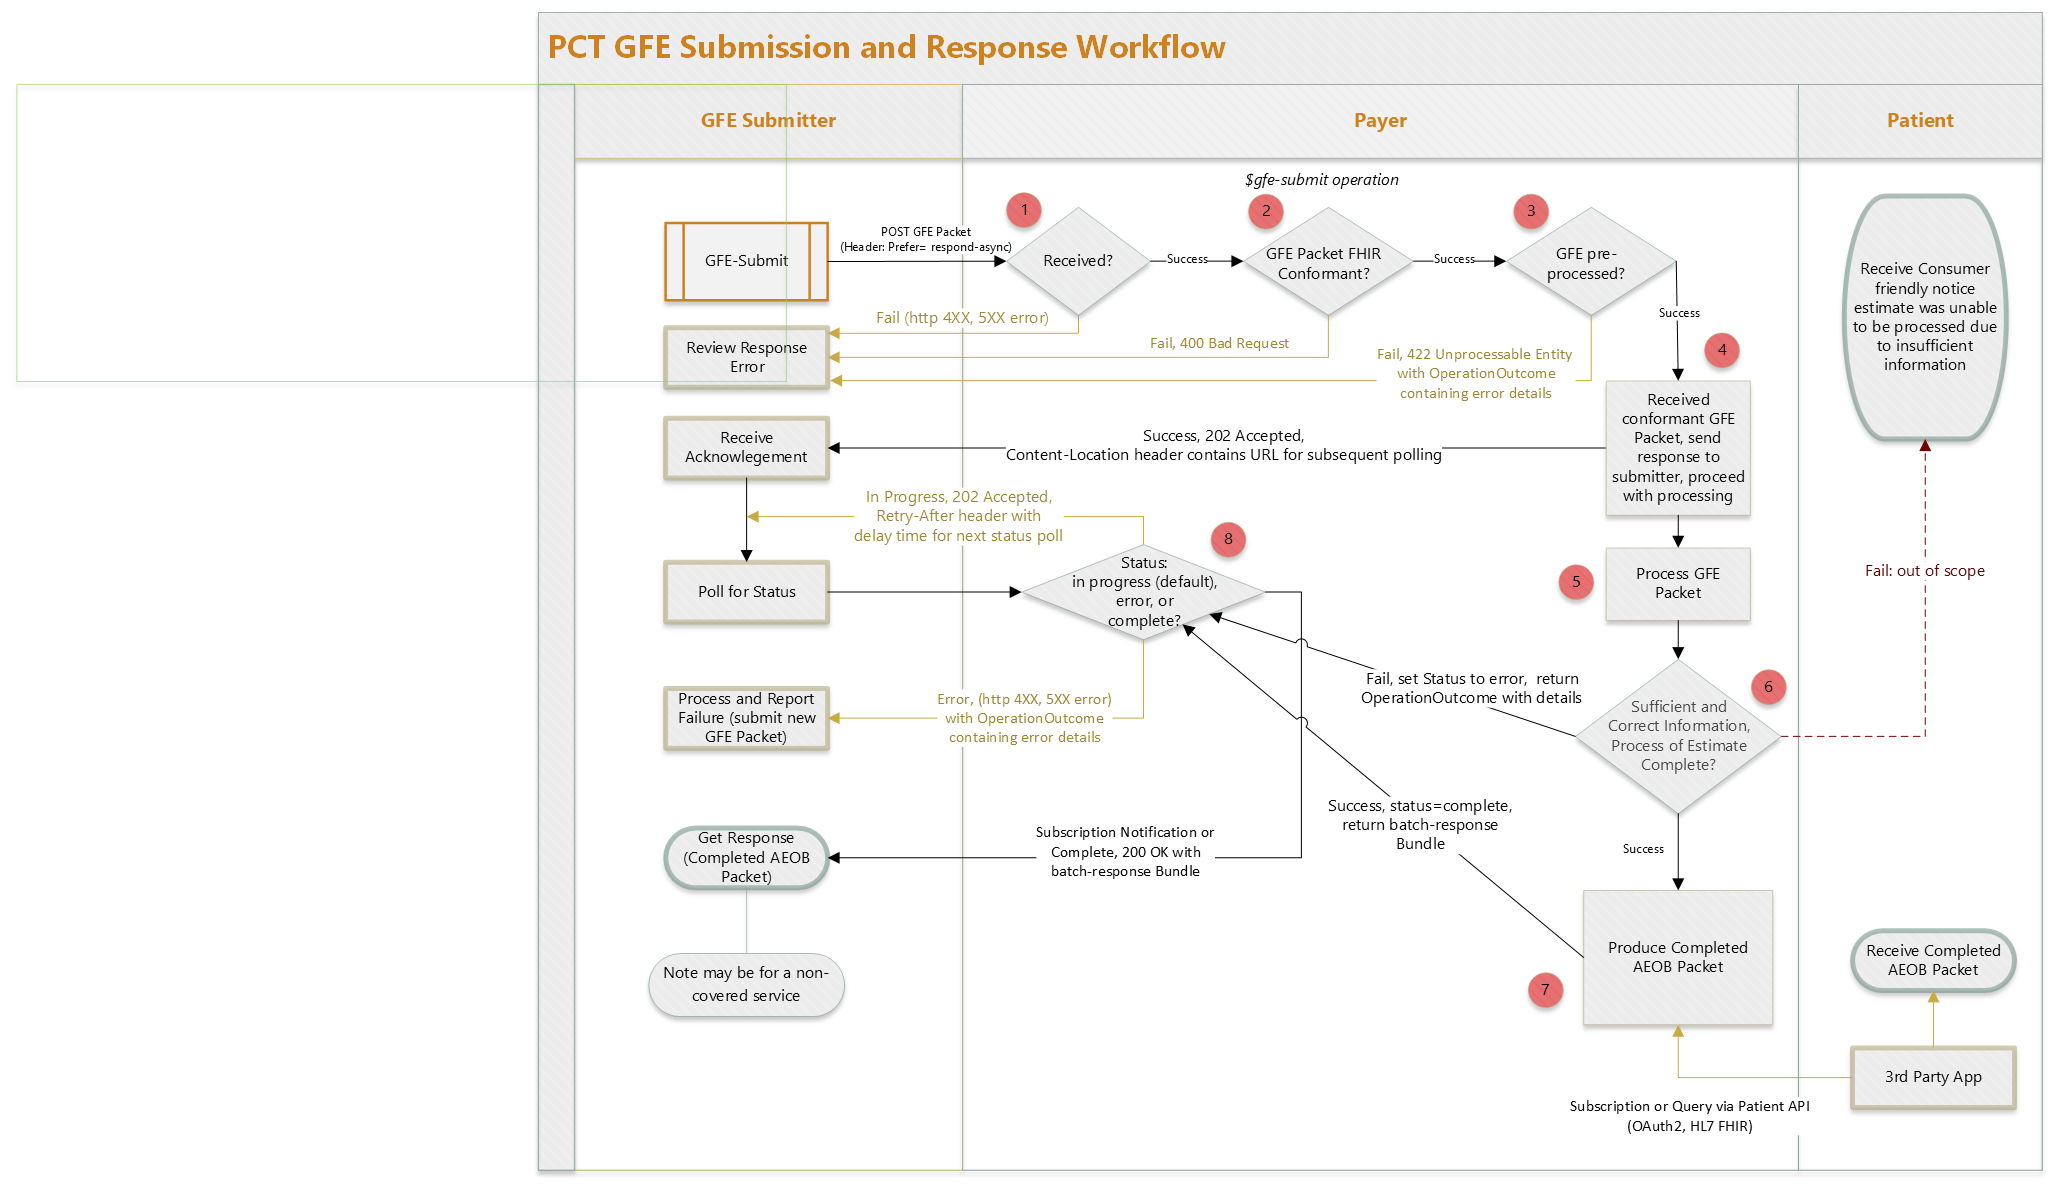 PCT GFE Submission and Response Workflow
GFE Submitter
Payer
Patient
$gfe-submit operation
1
2
3
GFE-Submit
POST GFE Packet
(Header: Prefer= respond-async)
Received?
Success
GFE Packet FHIR
Conformant?
Success
GFE pre-
processed?
Success
Receive Consumer
friendly notice
estimate was unable
to be processed due
to insufficient
information
Fail (http 4XX, 5XX error)
Review Response
Error
Fail, 400 Bad Request
Fail, 422 Unprocessable Entity
with OperationOutcome
containing error details
4
Received
conformant GFE
Packet, send
response to
submitter, proceed
with processing
Receive
Acknowlegement
Success, 202 Accepted,
Content-Location header contains URL for subsequent polling
In Progress, 202 Accepted,
Retry-After header with
delay time for next status poll
8
Poll for Status
Status:
in progress (default),
error, or
complete?
5
Process GFE
Packet
Fail: out of scope
Process and Report
Failure (submit new
GFE Packet)
Error, (http 4XX, 5XX error)
with OperationOutcome
containing error details
Fail, set Status to error,  return
OperationOutcome with details
6
Sufficient and
Correct Information,
Process of Estimate
Complete?
Success, status=complete,
return batch-response
Bundle
Success
Get Response
(Completed AEOB
Packet)
Subscription Notification or
Complete, 200 OK with
batch-response Bundle
Note may be for a non-
covered service
7
Produce Completed
AEOB Packet
Receive Completed
AEOB Packet
3rd Party App
Subscription or Query via Patient API
(OAuth2, HL7 FHIR)